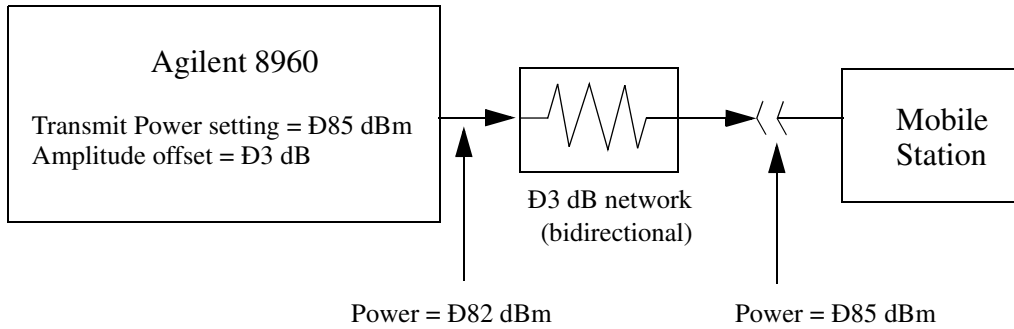 Agilent 8960
Transmit Power setting = Ð85 dBm
Amplitude offset = Ð3 dB
Ð3 dB network
(bidirectional)
Mobile
Station
Power = Ð82 dBm
Power = Ð85 dBm